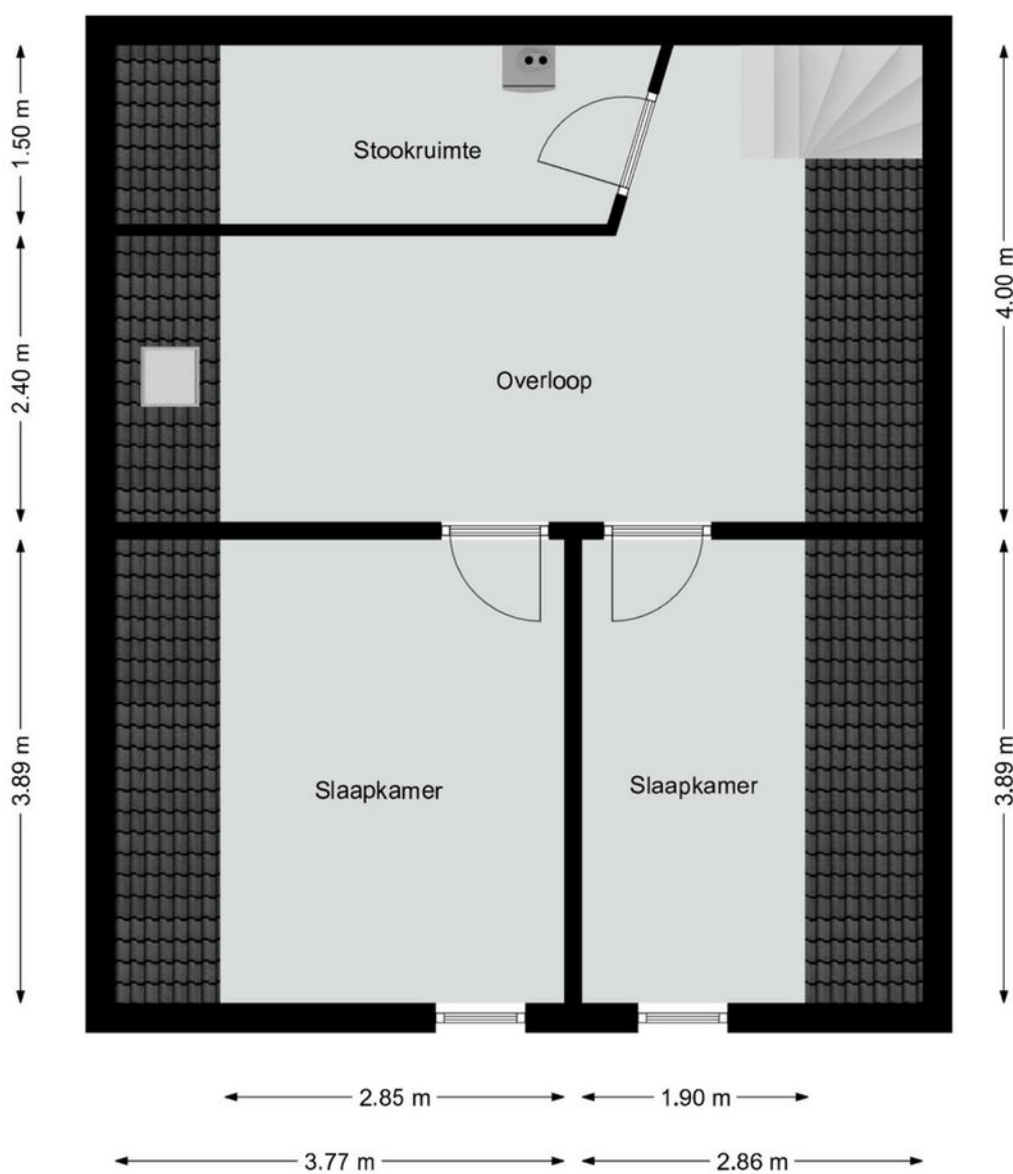 1.50 m
Stookruimte
4.00 m
2.40 m
Overloop
3.89 m
Slaapkamer
Slaapkamer
3.89 m
2.85 m
1.90 m
3.77 m
2.86 m